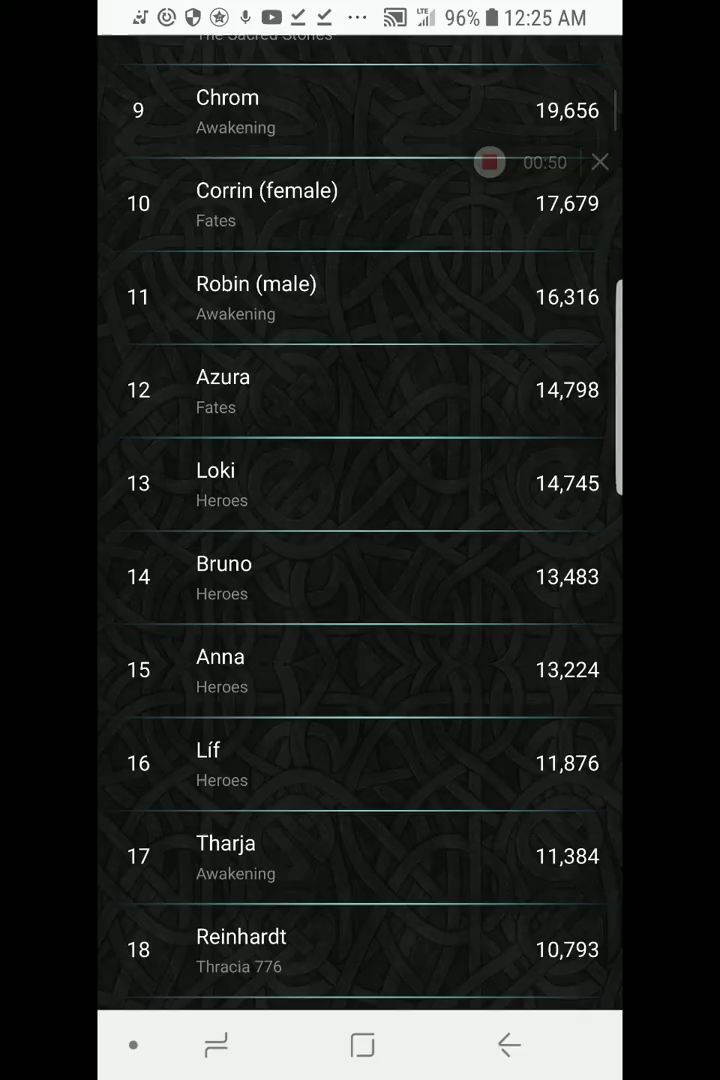 96% 12:25 AM
The Sacred Stones
9 Chrom 19,656
Awakening
00:50
10 Corrin (female) 17,679
Fates
11 Robin (male) 16,316
Awakening
12 Azura 14,798
Fates
13 Loki 14,745
Heroes
14 Bruno 13,483
Heroes
15 Anna 13,224
Heroes
16 Líf 11,876
Heroes
17 Tharja 11,384
Awakening
18 Reinhardt 10,793
Thracia 776